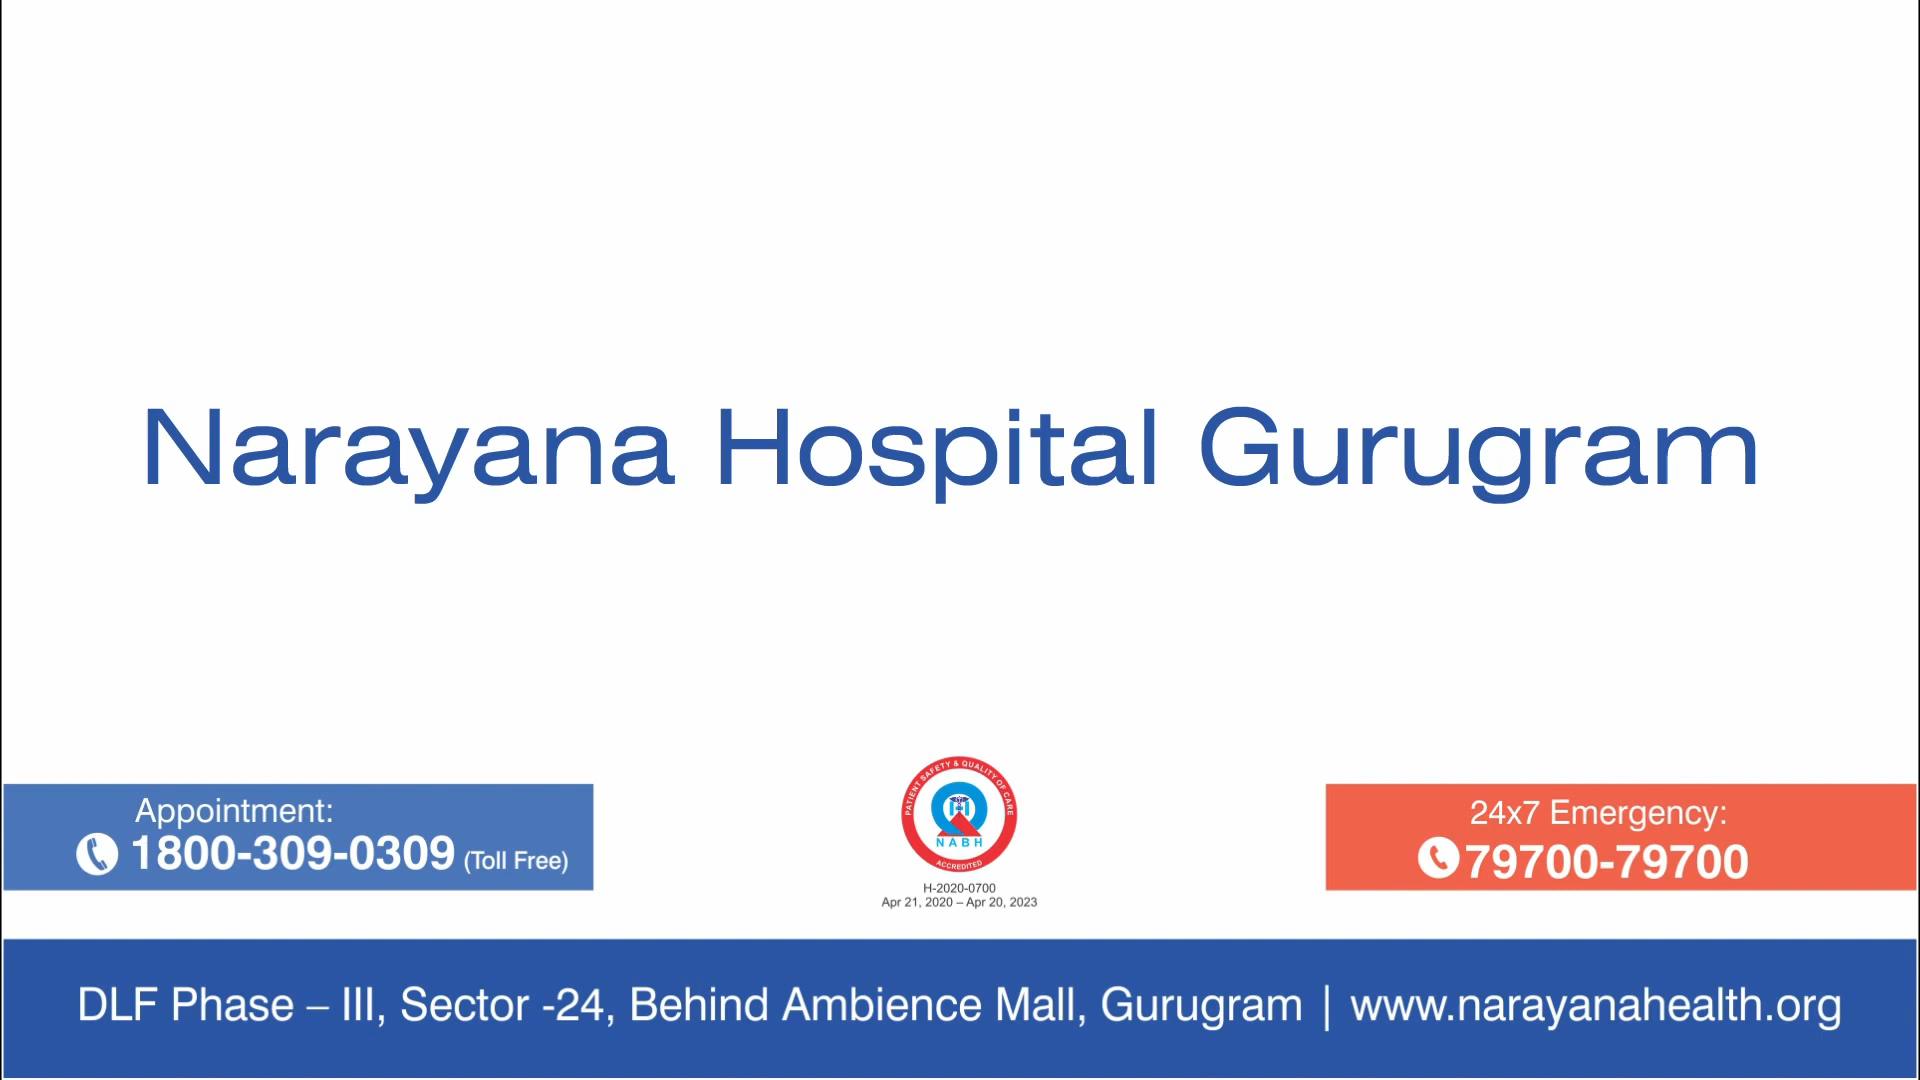 Narayana Hospital Gurugram
Appointment:
1800-309-0309 (Toll Free)
PATIENT SAFETY & QUALITY OF CARE
H
NABH
ACCREDITED
H-2020-0700
Apr 21, 2020 – Apr 20, 2023
24x7 Emergency:
79700-79700
DLF Phase – III, Sector -24, Behind Ambience Mall, Gurugram | www.narayanahealth.org